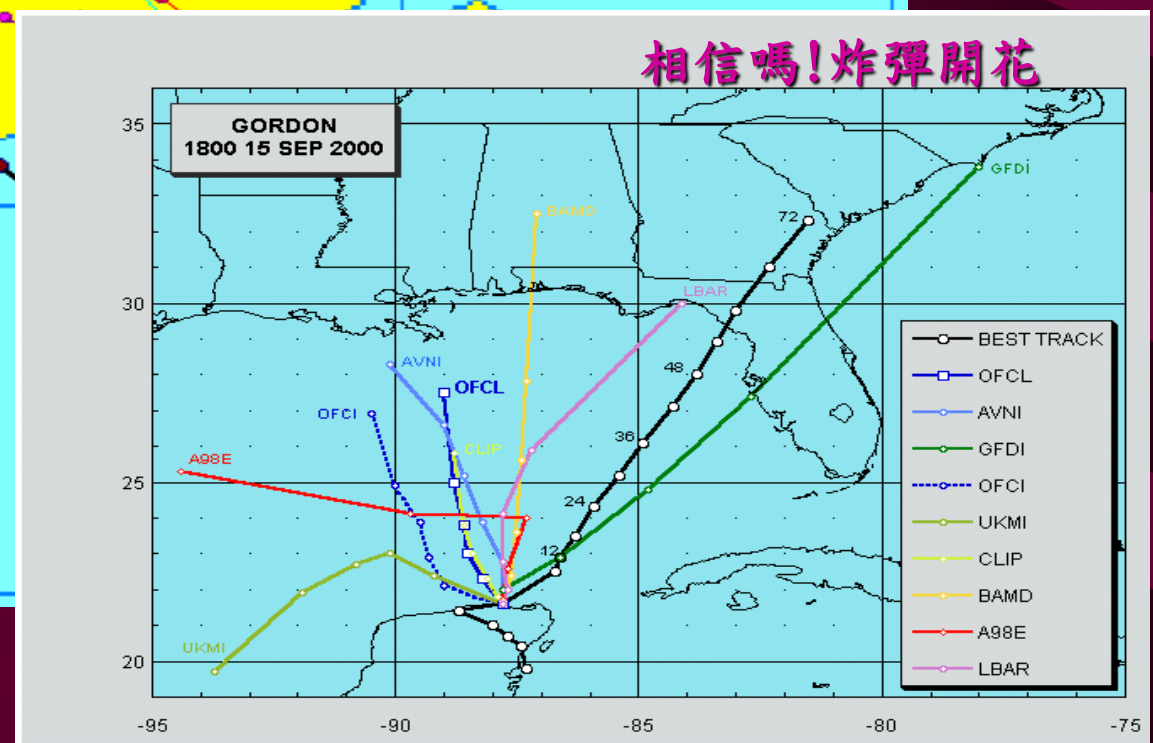 相信嗎!炸彈開花
GORDON
1800 15 SEP 2000
35
30
25
20
-95
-90
-85
-80
-75
GFDI
72
BAMD
LBAR
AVNI
48
OFCL
OFCI
36
CLIP
A98E
24
12
UKMI
BEST TRACK
OFCL
AVNI
GFDI
OFCI
UKMI
CLIP
BAMD
A98E
LBAR